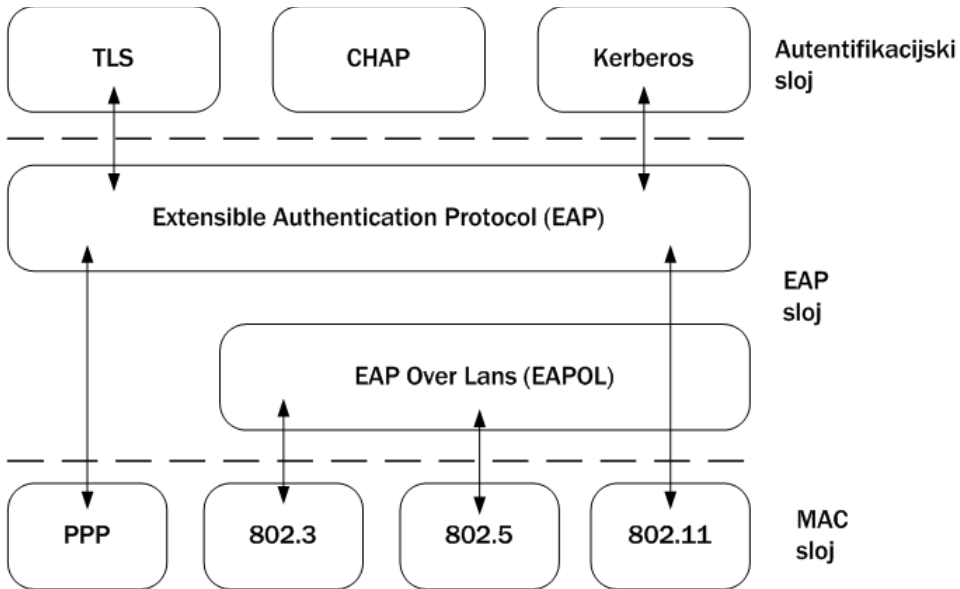 TLS
CHAP
Kerberos
Autentifikacijski
sloj
Extensible Authentication Protocol (EAP)
EAP
sloj
EAP Over Lans (EAPOL)
PPP
802.3
802.5
802.11
MAC
sloj